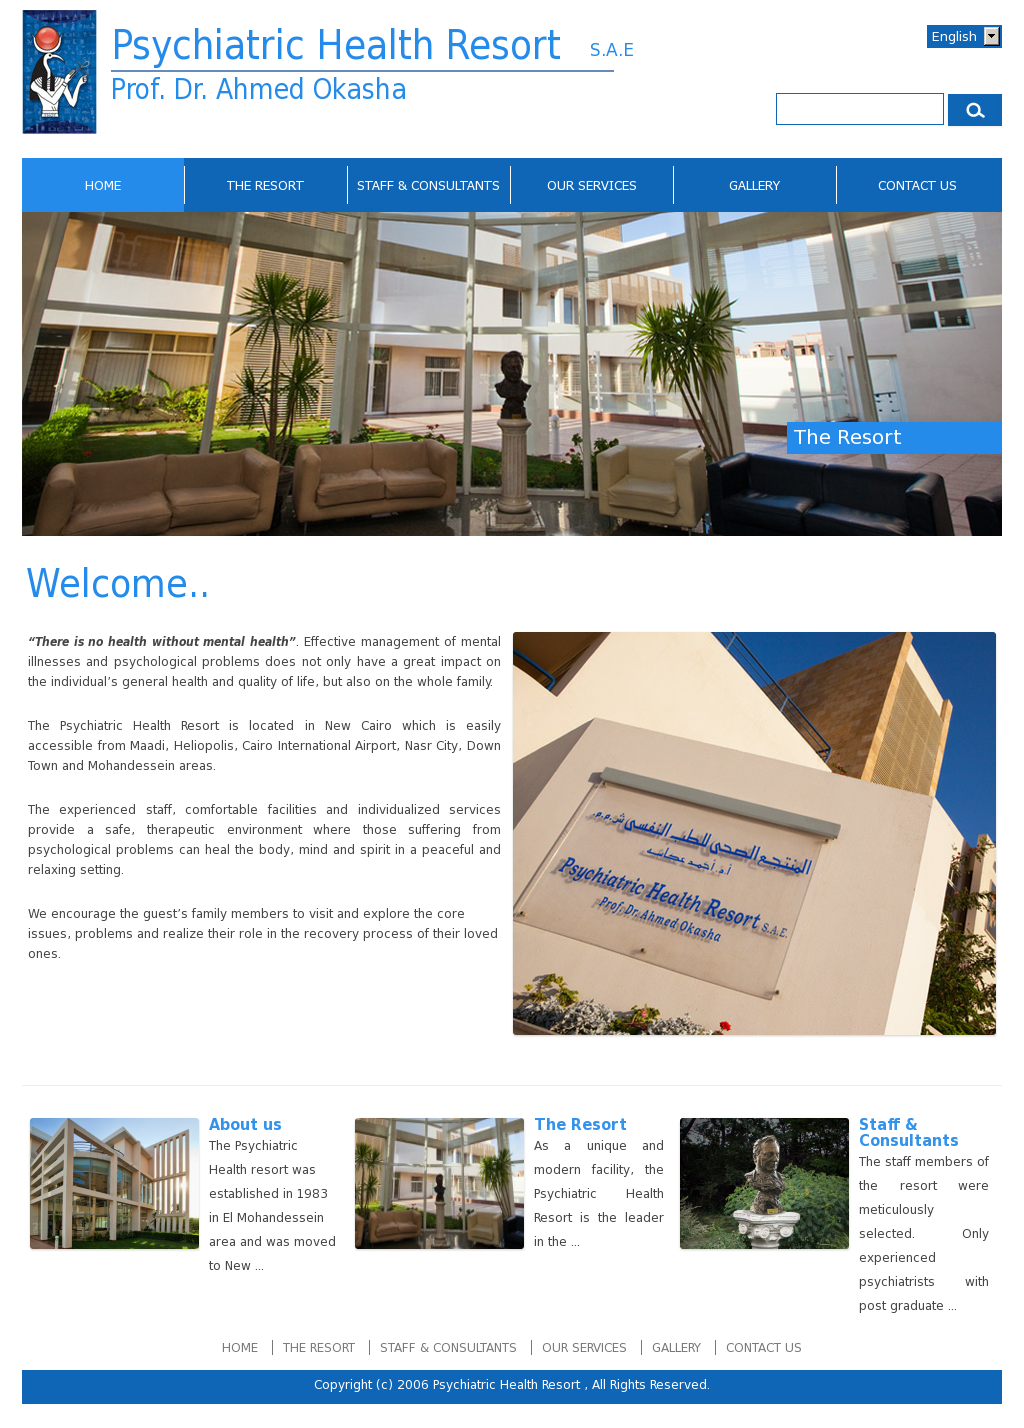 Psychiatric Health Resort S.A.E
Prof. Dr. Ahmed Okasha
English
HOME
THE RESORT
STAFF & CONSULTANTS
OUR SERVICES
GALLERY
CONTACT US
The Resort
Welcome..
“There is no health without mental health”. Effective management of mental
illnesses and psychological problems does not only have a great impact on
the individual’s general health and quality of life, but also on the whole family.
The Psychiatric Health Resort is located in New Cairo which is easily
accessible from Maadi, Heliopolis, Cairo International Airport, Nasr City, Down
Town and Mohandessein areas.
The experienced staff, comfortable facilities and individualized services
provide a safe, therapeutic environment where those suffering from
psychological problems can heal the body, mind and spirit in a peaceful and
relaxing setting.
We encourage the guest’s family members to visit and explore the core
issues, problems and realize their role in the recovery process of their loved
ones.
المنتجع الصحى للطب النفسى ش.م.م.
أ.د. أحمد عكاشه
Psychiatric Health Resort S.A.E.
Prof. Dr. Ahmed Okasha
About us
The Psychiatric
Health resort was
established in 1983
in El Mohandessein
area and was moved
to New ...
The Resort
As a unique and
modern facility, the
Psychiatric Health
Resort is the leader
in the ...
Staff &
Consultants
The staff members of
the resort were
meticulously
selected. Only
experienced
psychiatrists with
post graduate ...
HOME
THE RESORT
STAFF & CONSULTANTS
OUR SERVICES
GALLERY
CONTACT US
Copyright (c) 2006 Psychiatric Health Resort , All Rights Reserved.